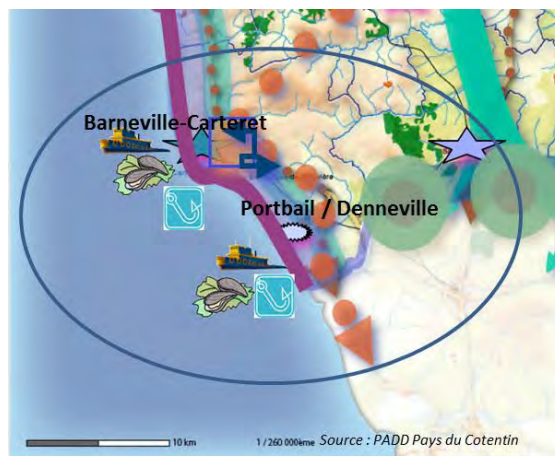 Barneville-Carteret
Portbail / Denneville
10 km
1 / 260 000ème
Source : PADD Pays du Cotentin